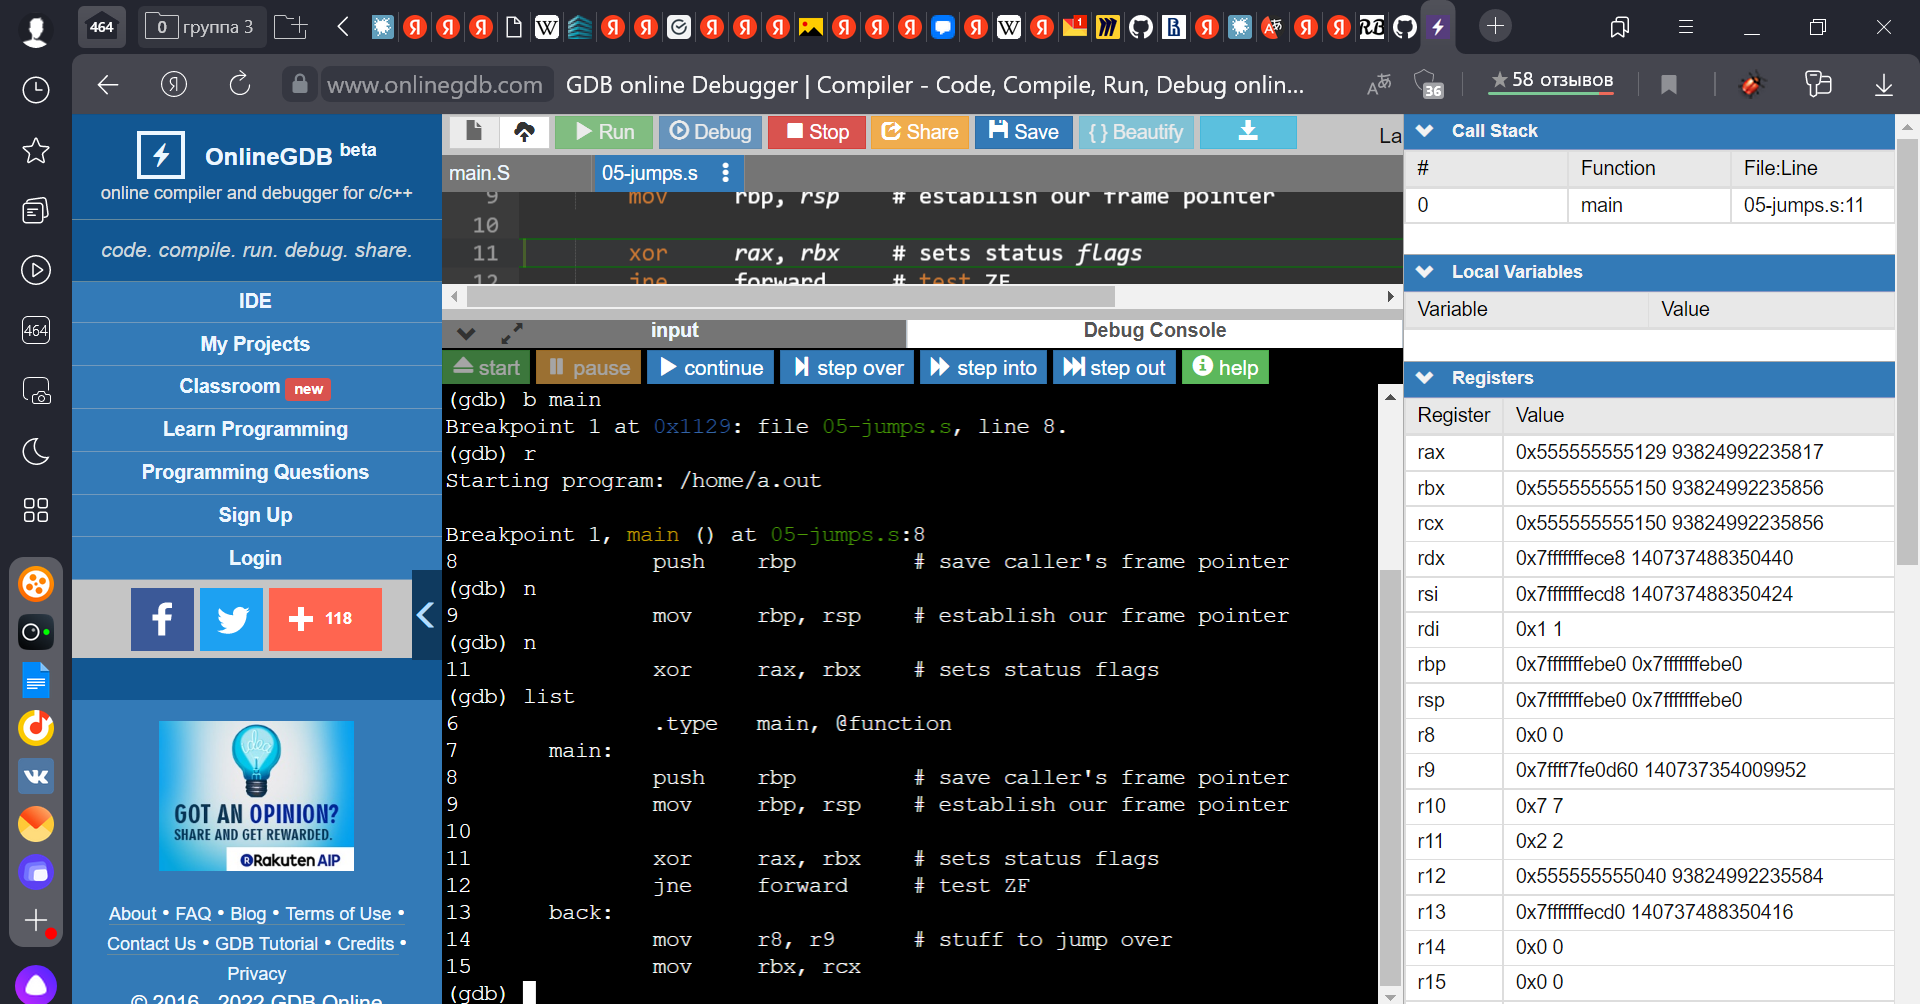 464
0 группа 3
www.onlinegdb.com GDB online Debugger | Compiler - Code, Compile, Run, Debug onlin...
36
★ 58 отзывов
OnlineGDB beta
online compiler and debugger for c/c++
code. compile. run. debug. share.
IDE
My Projects
Classroom new
Learn Programming
Programming Questions
Sign Up
Login
118
GOT AN OPINION?
SHARE AND GET REWARDED.
Rakuten AIP
About • FAQ • Blog • Terms of Use •
Contact Us • GDB Tutorial • Credits •
Privacy
© 2016 - 2022 GDB Online
464
Run Debug Stop Share Save { } Beautify La
main.S 05-jumps.s
9 mov rbp, rsp # establish our frame pointer
10
11 xor rax, rbx # sets status flags
12 jne forward # test ZF
input Debug Console
start pause continue step over step into step out help
(gdb) b main
Breakpoint 1 at 0x1129: file 05-jumps.s, line 8.
(gdb) r
Starting program: /home/a.out
Breakpoint 1, main () at 05-jumps.s:8
8 push rbp # save caller's frame pointer
(gdb) n
9 mov rbp, rsp # establish our frame pointer
(gdb) n
11 xor rax, rbx # sets status flags
(gdb) list
6 .type main, @function
7 main:
8 push rbp # save caller's frame pointer
9 mov rbp, rsp # establish our frame pointer
10
11 xor rax, rbx # sets status flags
12 jne forward # test ZF
13 back:
14 mov r8, r9 # stuff to jump over
15 mov rbx, rcx
(gdb)
Call Stack
# Function File:Line
0 main 05-jumps.s:11
Local Variables
Variable Value
Registers
Register Value
rax 0x555555555129 93824992235817
rbx 0x555555555150 93824992235856
rcx 0x555555555150 93824992235856
rdx 0x7fffffffece8 140737488350440
rsi 0x7fffffffecd8 140737488350424
rdi 0x1 1
rbp 0x7fffffffebe0 0x7fffffffebe0
rsp 0x7fffffffebe0 0x7fffffffebe0
r8 0x0 0
r9 0x7ffff7fe0d60 140737354009952
r10 0x7 7
r11 0x2 2
r12 0x555555555040 93824992235584
r13 0x7fffffffecd0 140737488350416
r14 0x0 0
r15 0x0 0